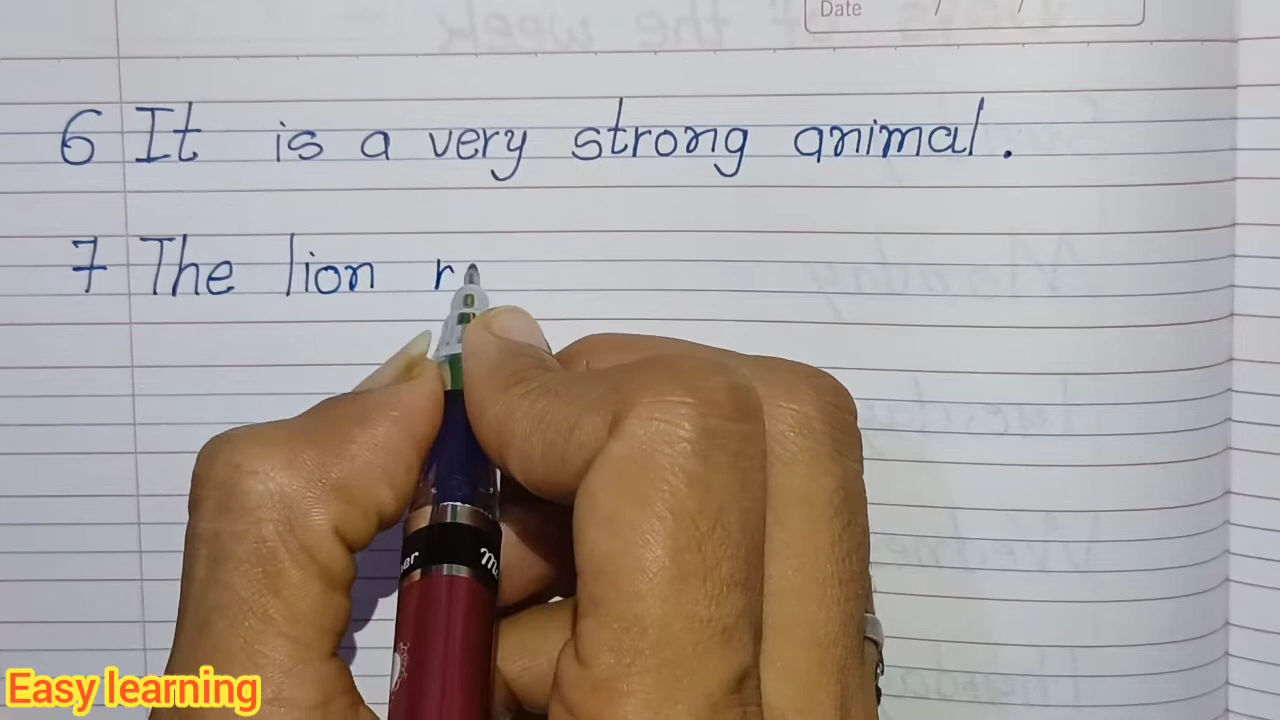 Date / /
6 It is a very strong animal.
7 The lion r
Easy learning